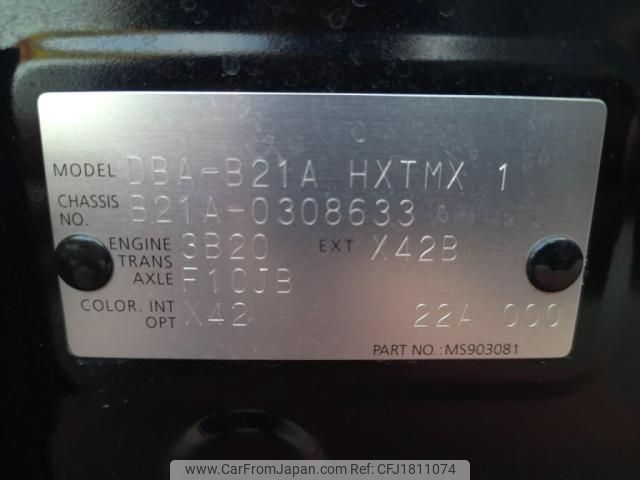 MODEL DBA-B21A HXTMX 1
CHASSIS NO. B21A-0308633
ENGINE 3B20 EXT X42B
TRANS AXLE F1CJB
COLOR. INT X42
OPT 22A 000
PART NO.: MS903081
www.CarFromJapan.com © CarFromJapan - CFJ1811074